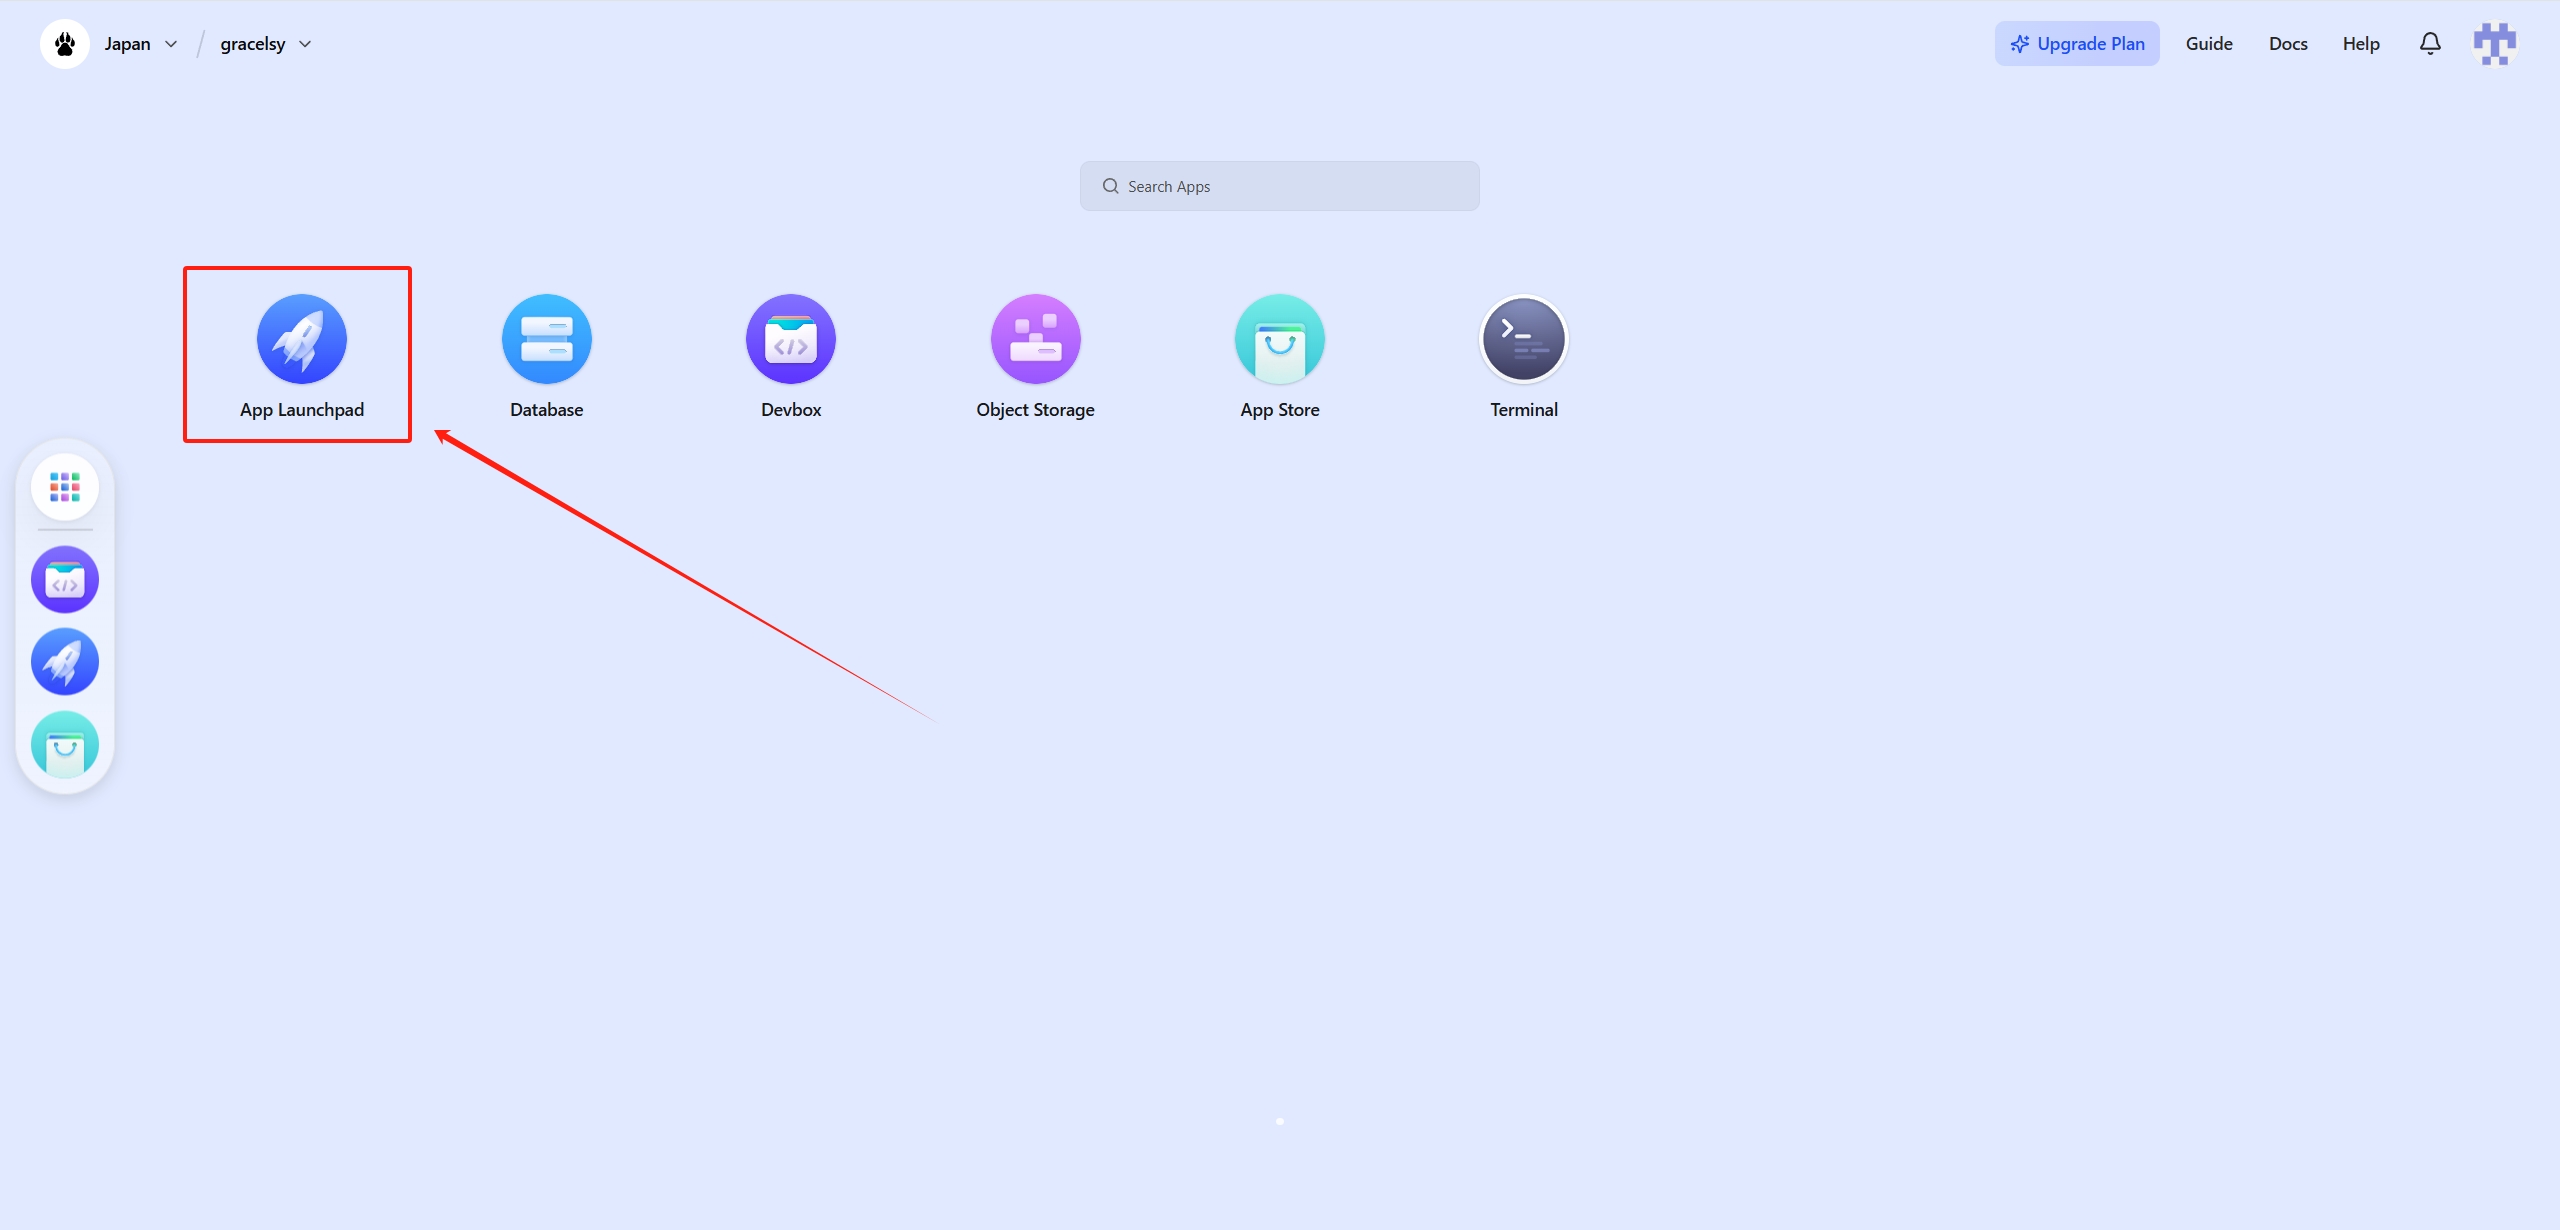 Japan
gracelsy
Upgrade Plan
Guide
Docs
Help
Search Apps
App Launchpad
Database
Devbox
Object Storage
App Store
Terminal